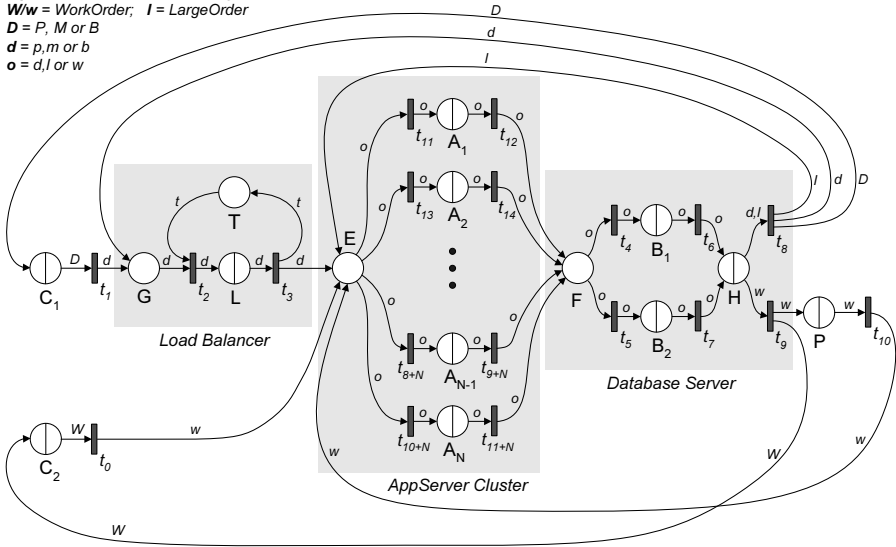 W/w = WorkOrder; l = LargeOrder
D = P, M or B
d = p,m or b
o = d,l or w
D
d
l
o t11 o A1 o t12 o
o t13 o A2 o t14 o
T
t t
E
C1 D t1 d G d t2 d L d t3 d
Load Balancer
F
o t4 o B1 o t6 o
o t5 o B2 o t7 o
H
d,l t8 l d D
w t9 w P w t10
Database Server
o t8+N o AN-1 o t9+N o
o t10+N o AN o t11+N o
AppServer Cluster
C2 W t0 w
w W w
W